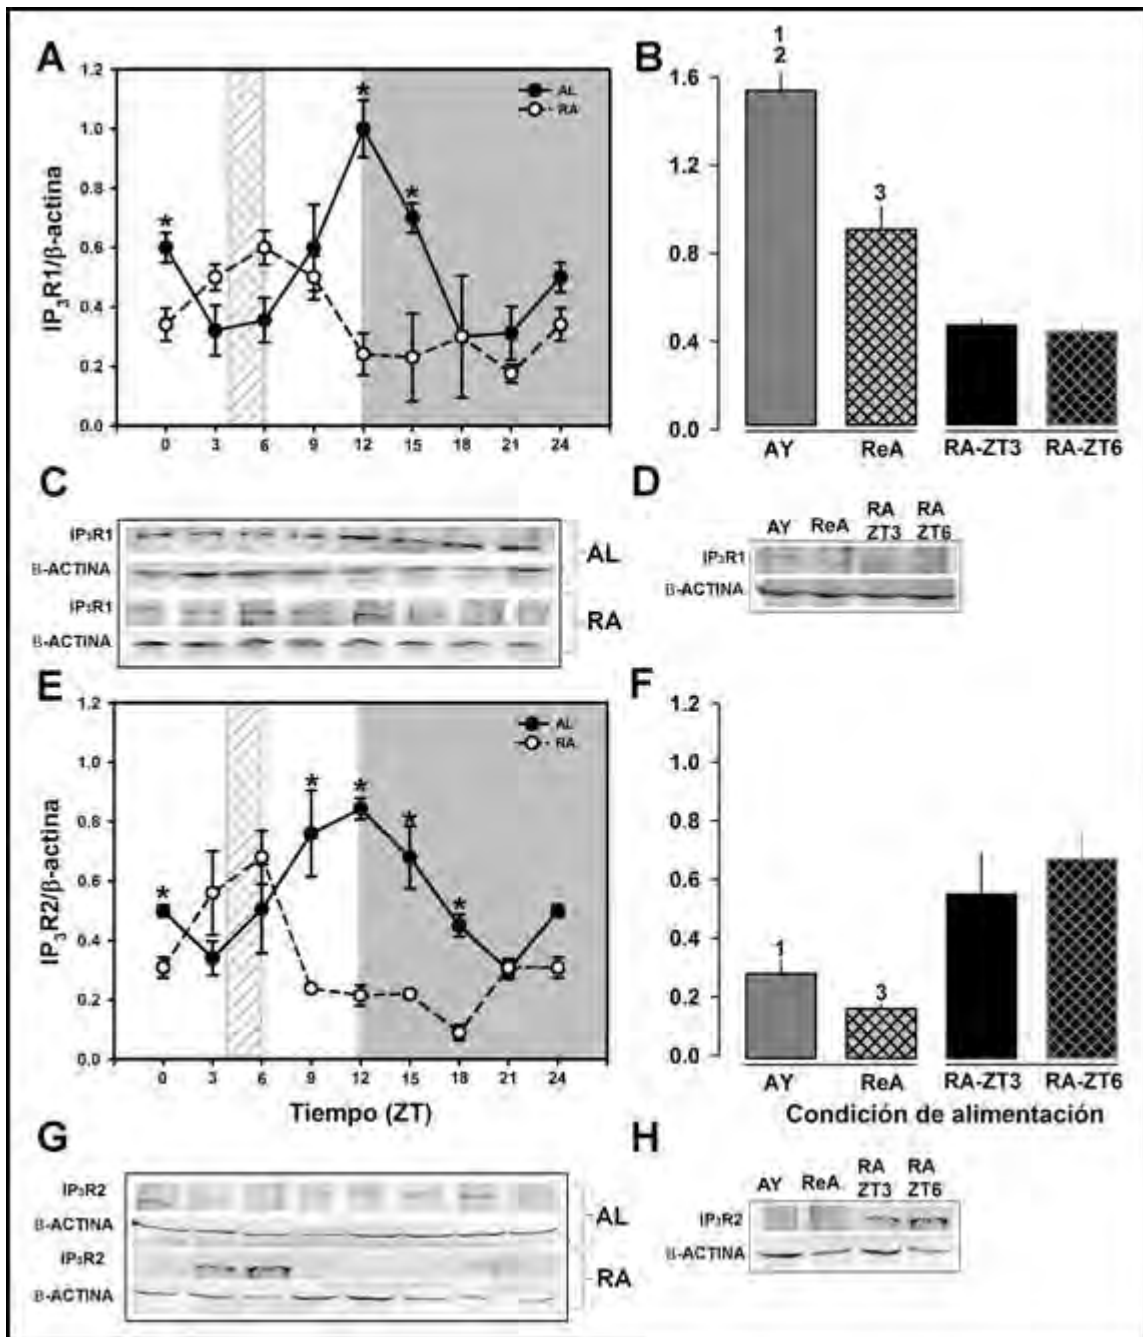 A
1.2
1.0
0.8
0.6
0.4
0.2
0.0
IP₃R1/β-actina
AL
RA
*
*
*
0 3 6 9 12 15 18 21 24
B
1.6
1.2
0.8
0.4
0.0
1
2
3
AY ReA RA-ZT3 RA-ZT6
C
IP₃R1
β-ACTINA
AL
IP₃R1
β-ACTINA
RA
D
AY ReA RA ZT3 RA ZT6
IP₃R1
β-ACTINA
E
1.2
1.0
0.8
0.6
0.4
0.2
0.0
IP₃R2/β-actina
AL
RA
*
*
*
*
*
0 3 6 9 12 15 18 21 24
Tiempo (ZT)
F
1.2
1.0
0.8
0.6
0.4
0.2
0.0
1
3
AY ReA RA-ZT3 RA-ZT6
Condición de alimentación
G
IP₃R2
β-ACTINA
AL
IP₃R2
β-ACTINA
RA
H
AY ReA RA ZT3 RA ZT6
IP₃R2
β-ACTINA